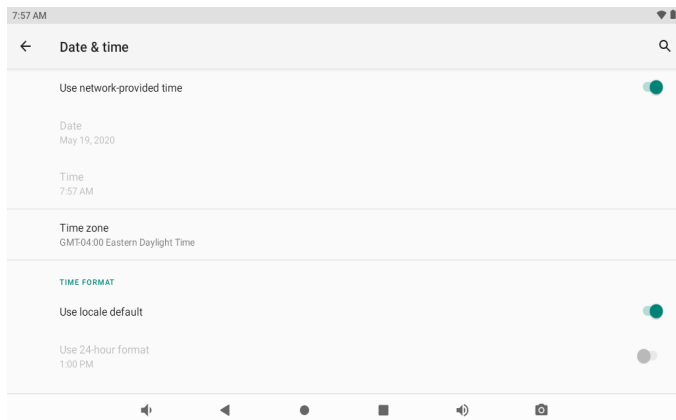 7:57 AM
Date & time
Use network-provided time
Date
May 19, 2020
Time
7:57 AM
Time zone
GMT-04:00 Eastern Daylight Time
TIME FORMAT
Use locale default
Use 24-hour format
1:00 PM